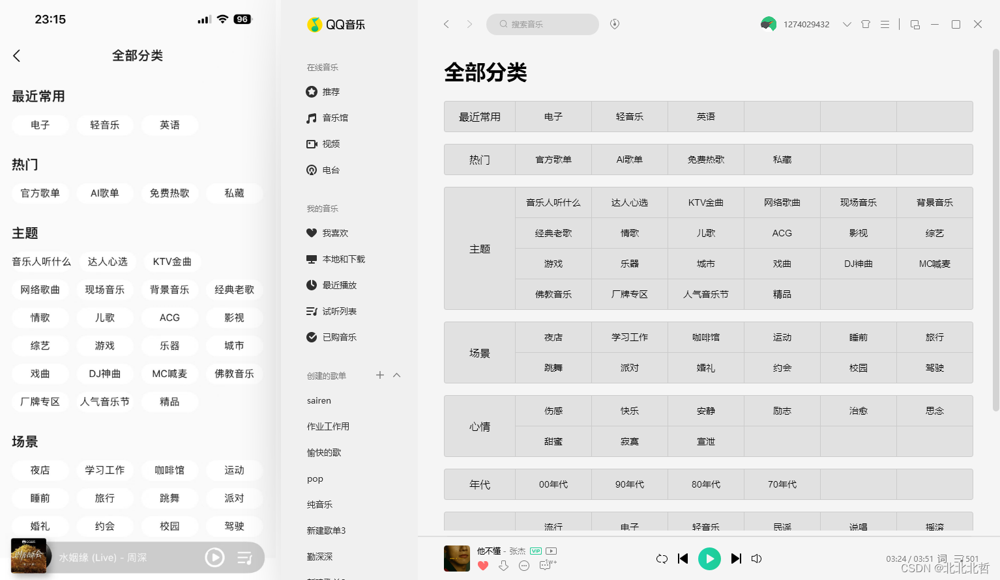 23:15
96
全部分类
最近常用
电子 轻音乐 英语
热门
官方歌单 AI歌单 免费热歌 私藏
主题
音乐人听什么 达人心选 KTV金曲
网络歌曲 现场音乐 背景音乐 经典老歌
情歌 儿歌 ACG 影视
综艺 游戏 乐器 城市
戏曲 DJ神曲 MC喊麦 佛教音乐
厂牌专区 人气音乐节 精品
场景
夜店 学习工作 咖啡馆 运动
睡前 旅行 跳舞 派对
婚礼 约会 校园 驾驶
水姻缘 (Live) - 周深
QQ音乐
在线音乐
推荐
音乐馆
视频
电台
我的音乐
我喜欢
本地和下载
最近播放
试听列表
已购音乐
创建的歌单
sairen
作业工作用
愉快的歌
pop
纯音乐
新建歌单3
勤深深
搜索音乐
1274029432
全部分类
最近常用 电子 轻音乐 英语
热门 官方歌单 AI歌单 免费热歌 私藏
主题
音乐人听什么 达人心选 KTV金曲 网络歌曲 现场音乐 背景音乐
经典老歌 情歌 儿歌 ACG 影视 综艺
游戏 乐器 城市 戏曲 DJ神曲 MC喊麦
佛教音乐 厂牌专区 人气音乐节 精品
场景
夜店 学习工作 咖啡馆 运动 睡前 旅行
跳舞 派对 婚礼 约会 校园 驾驶
心情
伤感 快乐 安静 励志 治愈 思念
甜蜜 寂寞 宣泄
年代 00年代 90年代 80年代 70年代
流行 电子 轻音乐 民谣 说唱 摇滚
他不懂 - 张杰 VIP
1w+
03:24 / 03:51 词 501
CSDN @北北北哲